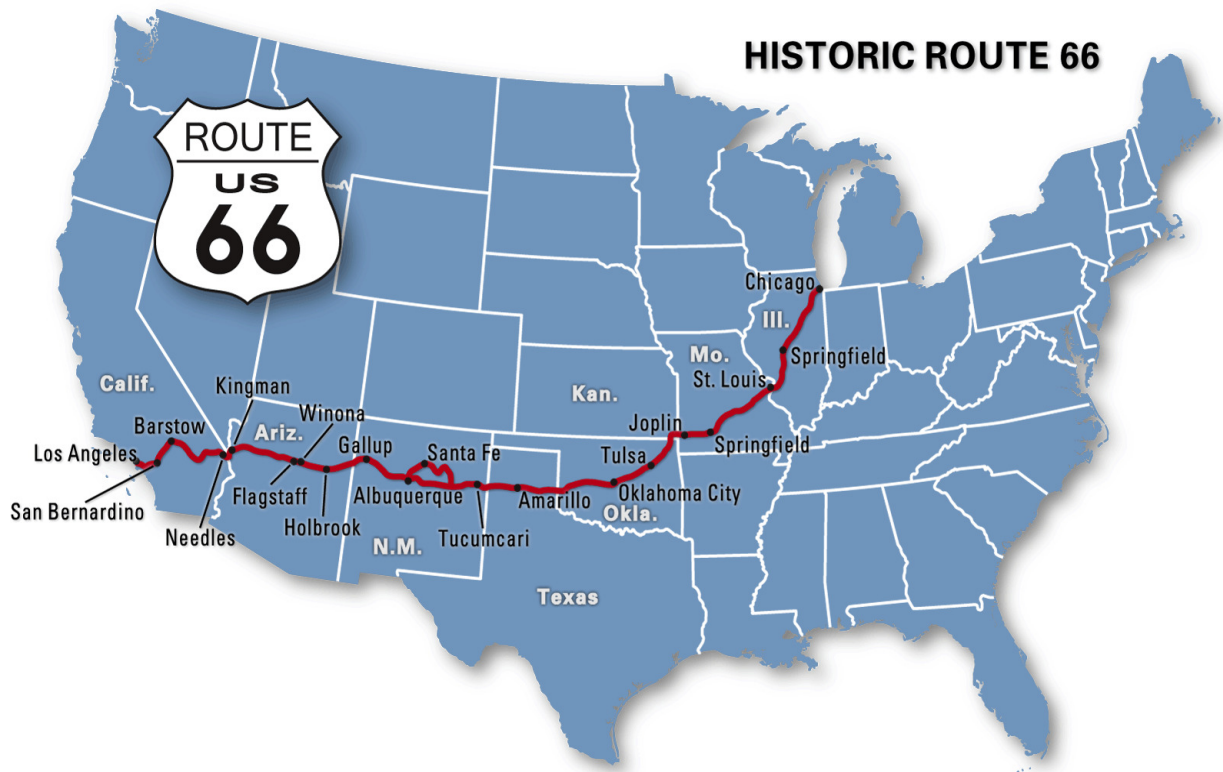 HISTORIC ROUTE 66
ROUTE
US
66
Chicago
Ill.
Springfield
Mo.
St. Louis
Kan.
Calif.
Kingman
Winona
Joplin
Springfield
Barstow
Ariz.
Gallup
Santa Fe
Tulsa
Los Angeles
Flagstaff
Albuquerque
Amarillo
Oklahoma City
San Bernardino
Holbrook
Okla.
Needles
N.M.
Tucumcari
Texas